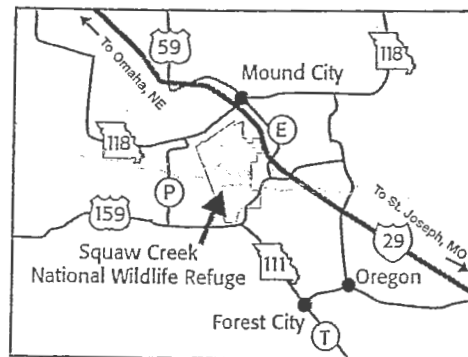 59
To Omaha, NE
118
Mound City
E
118
P
159
To St. Joseph, MO
29
Squaw Creek
National Wildlife Refuge
111
Oregon
Forest City
T